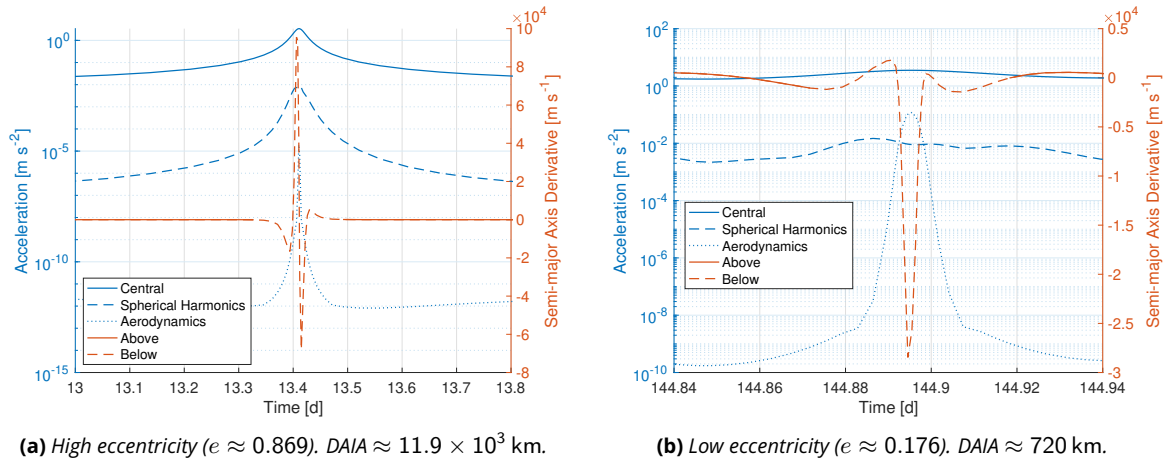 ×10⁴
10⁰
10⁻⁵
10⁻¹⁰
10⁻¹⁵
Acceleration [m s⁻²]
10
8
6
4
2
0
-2
-4
-6
-8
Semi-major Axis Derivative [m s⁻¹]
Central
Spherical Harmonics
Aerodynamics
Above
Below
13 13.1 13.2 13.3 13.4 13.5 13.6 13.7 13.8
Time [d]
(a) High eccentricity (e ≈ 0.869). DAIA ≈ 11.9 × 10³ km.
×10⁴
10²
10⁰
10⁻²
10⁻⁴
10⁻⁶
10⁻⁸
10⁻¹⁰
Acceleration [m s⁻²]
0.5
0
-0.5
-1
-1.5
-2
-2.5
-3
Semi-major Axis Derivative [m s⁻¹]
Central
Spherical Harmonics
Aerodynamics
Above
Below
144.84 144.86 144.88 144.9 144.92 144.94
Time [d]
(b) Low eccentricity (e ≈ 0.176). DAIA ≈ 720 km.